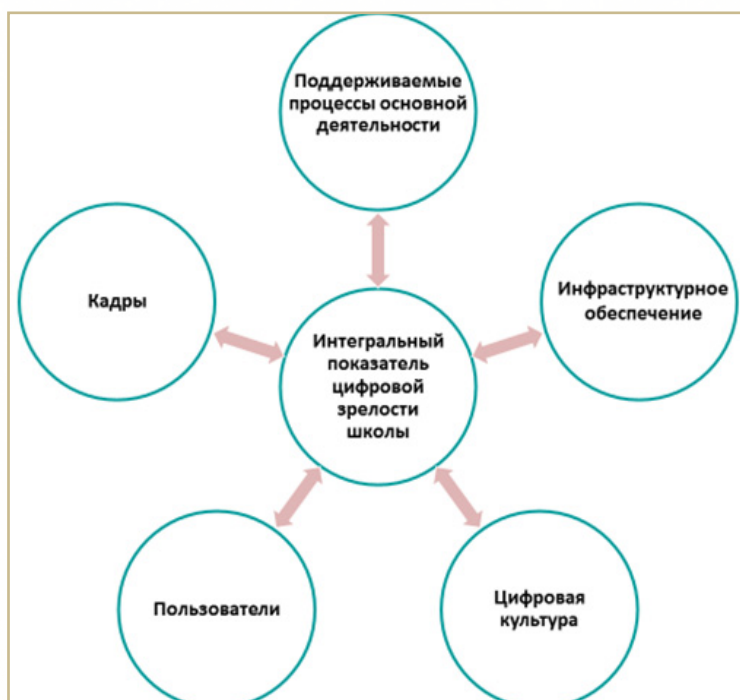 Поддерживаемые
процессы основной
деятельности
Кадры
Инфраструктурное
обеспечение
Интегральный
показатель
цифровой
зрелости
школы
Пользователи
Цифровая
культура